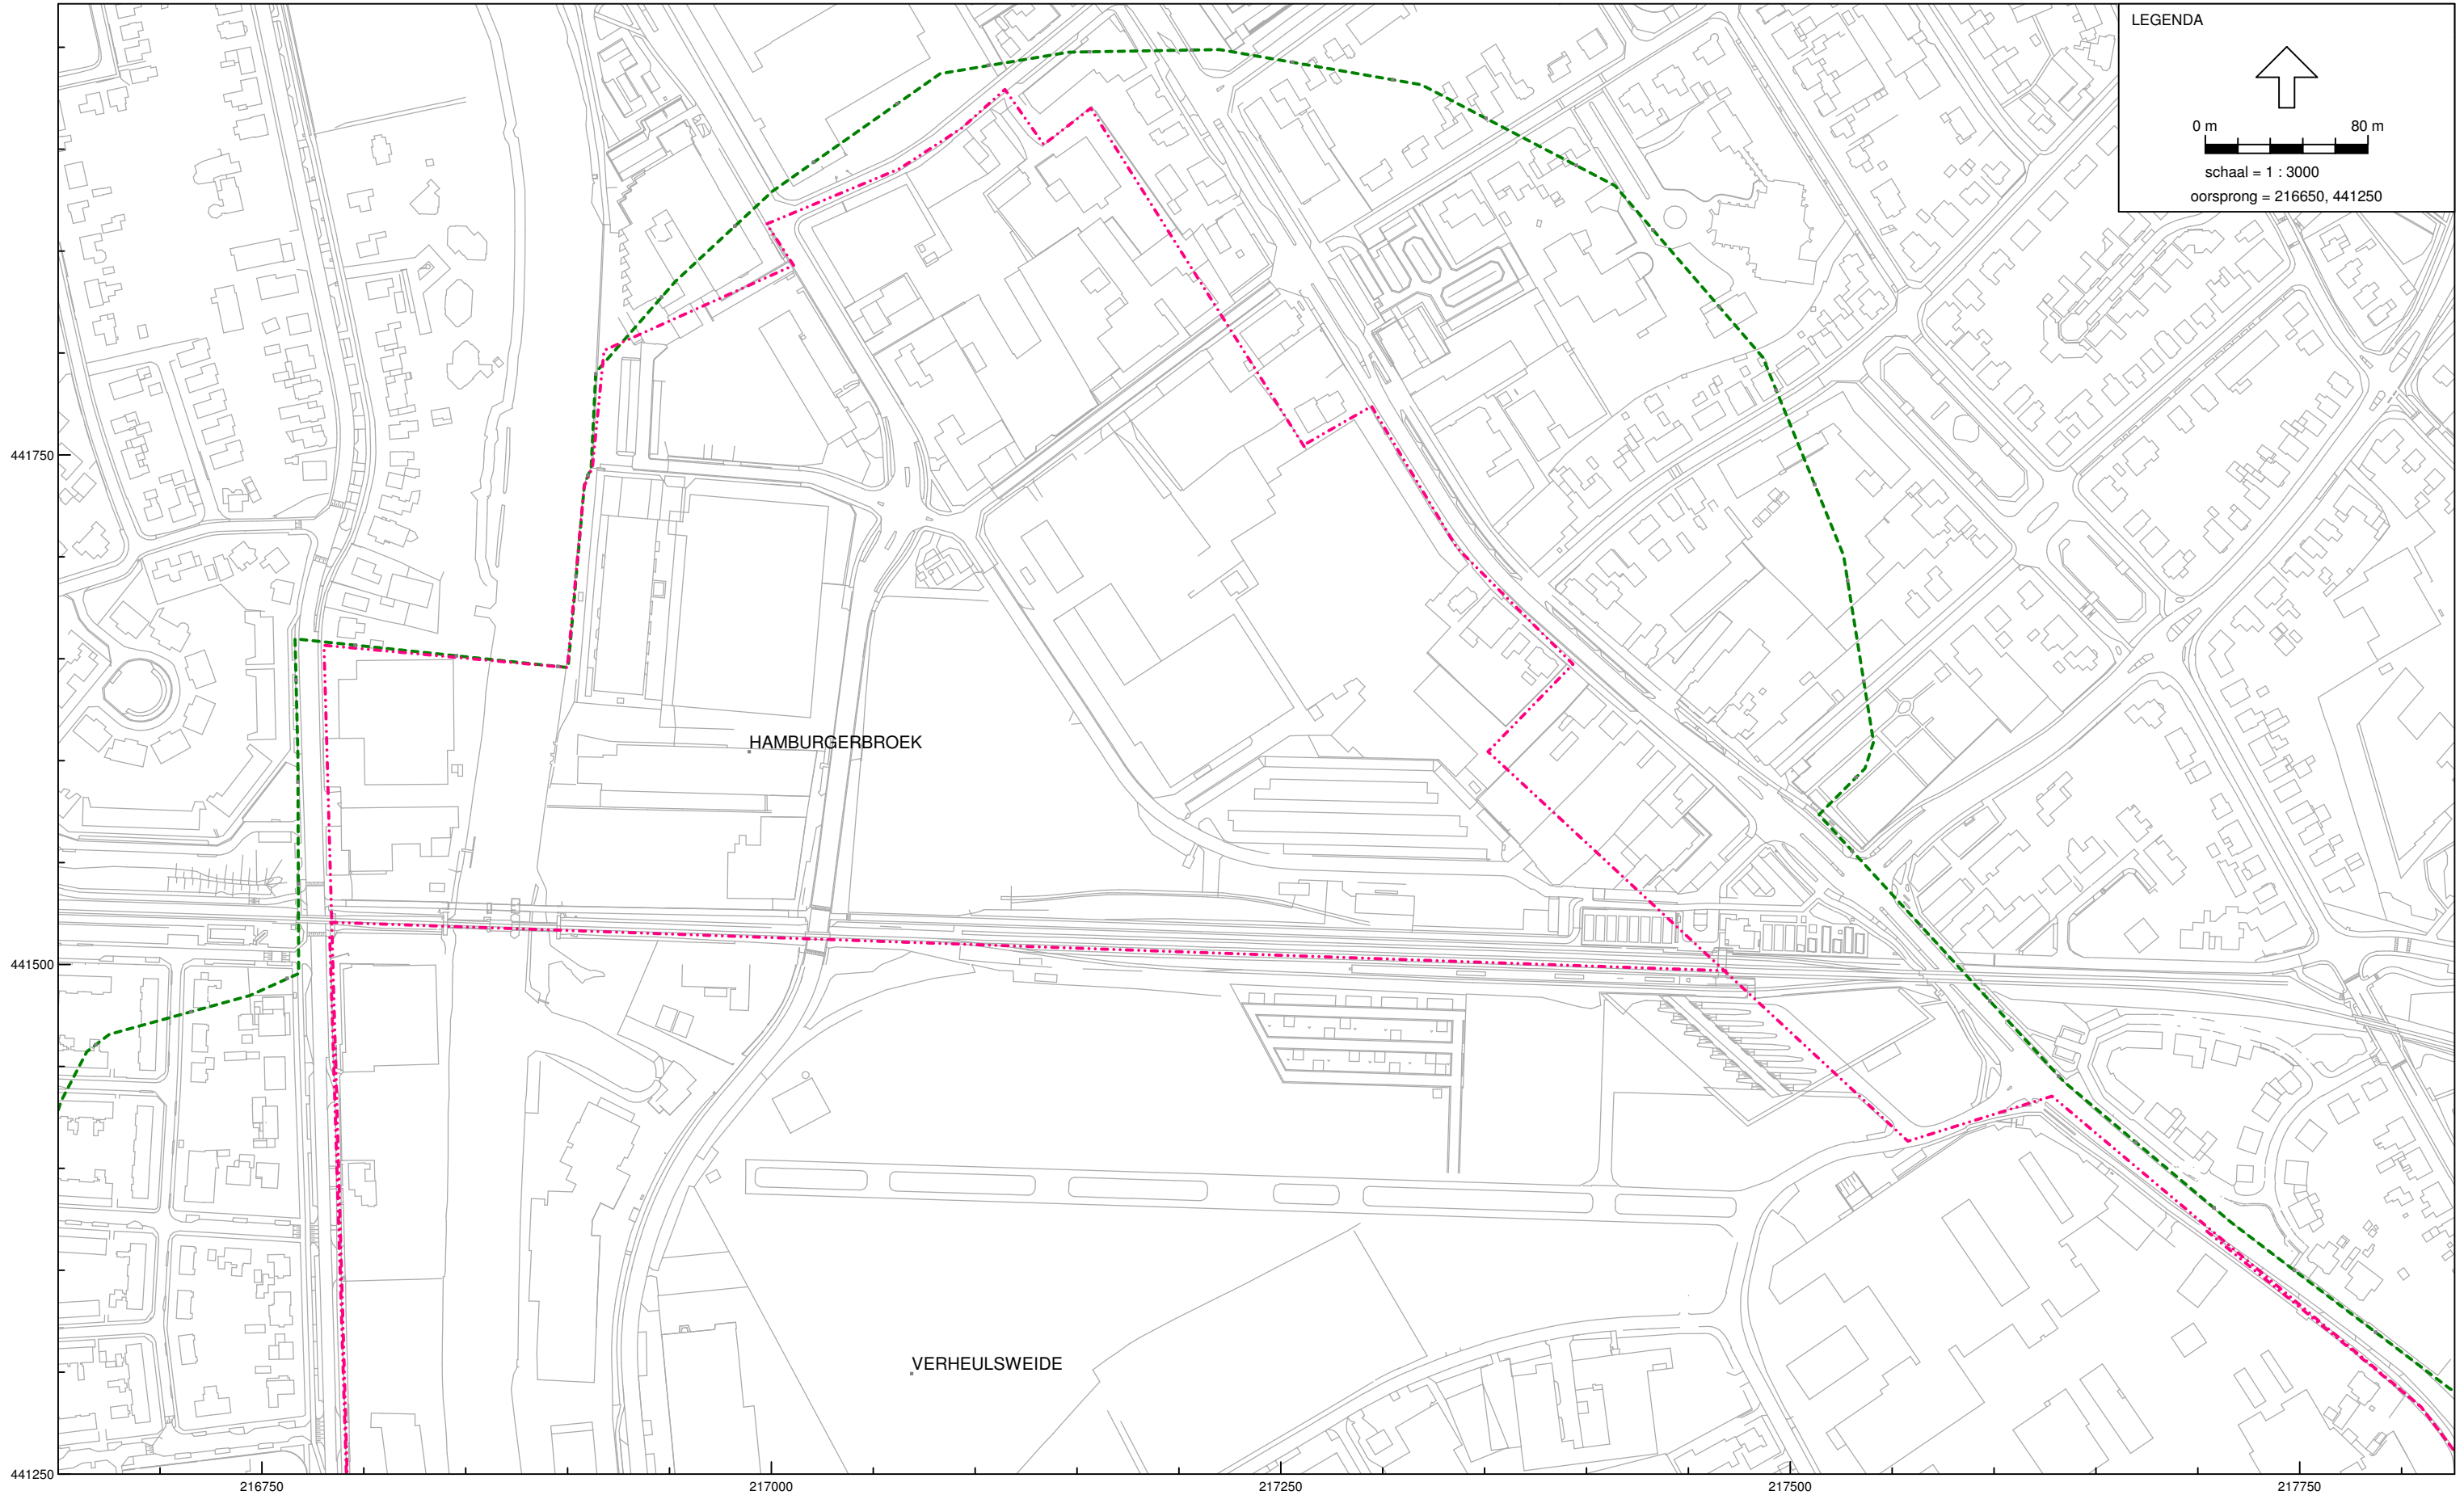 LEGENDA
0 m 80 m
schaal = 1 : 3000
oorsprong = 216650, 441250
441750
HAMBURGERBROEK
441500
VERHEULSWEIDE
441250
216750 217000 217250 217500 217750